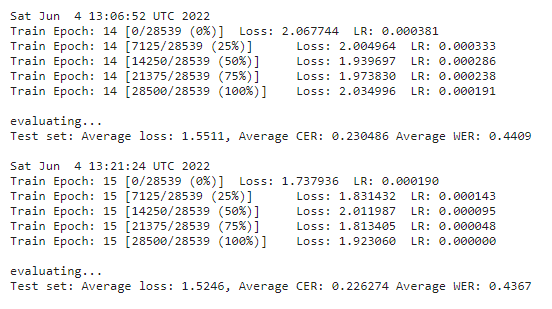 Sat Jun  4 13:06:52 UTC 2022
Train Epoch: 14 [0/28539 (0%)]  Loss: 2.067744  LR: 0.000381
Train Epoch: 14 [7125/28539 (25%)]      Loss: 2.004964  LR: 0.000333
Train Epoch: 14 [14250/28539 (50%)]     Loss: 1.939697  LR: 0.000286
Train Epoch: 14 [21375/28539 (75%)]     Loss: 1.973830  LR: 0.000238
Train Epoch: 14 [28500/28539 (100%)]    Loss: 2.034996  LR: 0.000191

evaluating...
Test set: Average loss: 1.5511, Average CER: 0.230486 Average WER: 0.4409

Sat Jun  4 13:21:24 UTC 2022
Train Epoch: 15 [0/28539 (0%)]  Loss: 1.737936  LR: 0.000190
Train Epoch: 15 [7125/28539 (25%)]      Loss: 1.831432  LR: 0.000143
Train Epoch: 15 [14250/28539 (50%)]     Loss: 2.011987  LR: 0.000095
Train Epoch: 15 [21375/28539 (75%)]     Loss: 1.813405  LR: 0.000048
Train Epoch: 15 [28500/28539 (100%)]    Loss: 1.923060  LR: 0.000000

evaluating...
Test set: Average loss: 1.5246, Average CER: 0.226274 Average WER: 0.4367